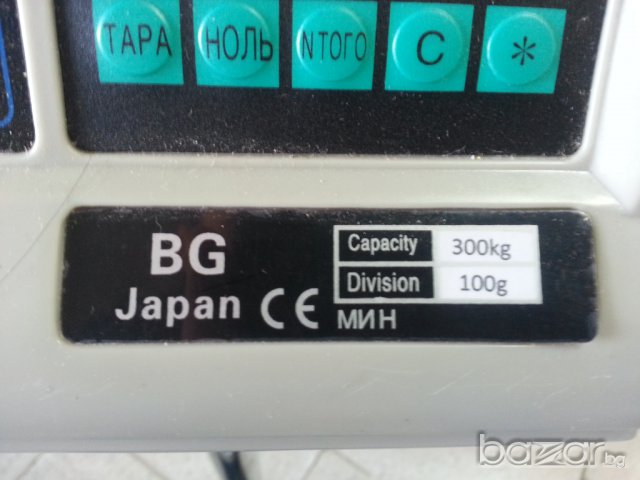 ТАРА НОЛЬ NТОГО C *
BG
Japan CE
Capacity 300kg
Division 100g
МИН
bazar.bg